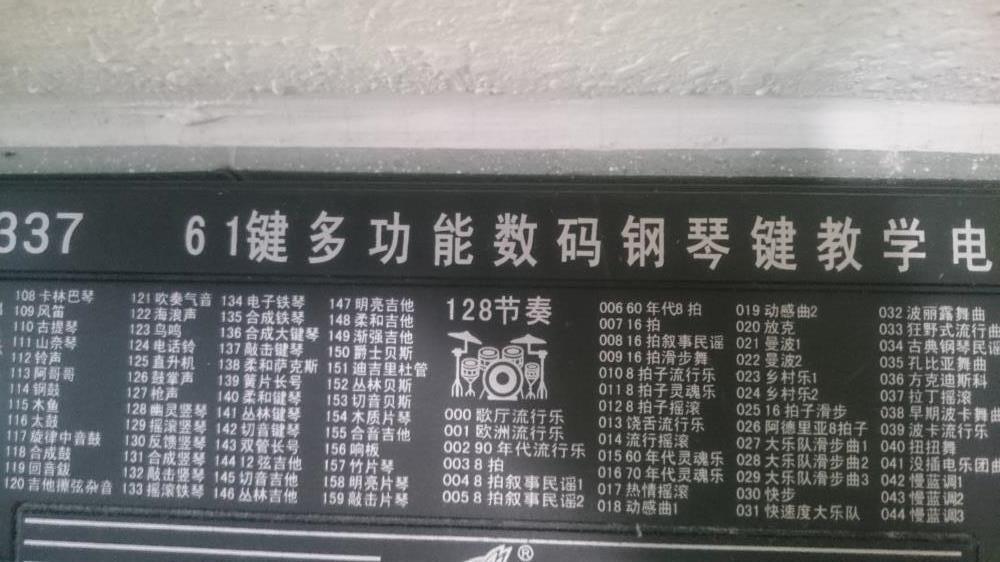 337 61键多功能数码钢琴键教学电
108 卡林巴琴
109 风笛
110 古提琴
111 山奈琴
112 铃声
113 阿哥哥
114 钢鼓
115 木鱼
116 太鼓
117 旋律中音鼓
118 合成鼓
119 回音鈸
120 吉他擦弦杂音
121 吹奏气音
122 海浪声
123 鸟鸣
124 电话铃
125 直升机
126 鼓掌声
127 枪声
128 幽灵竖琴
129 摇滚竖琴
130 反馈竖琴
131 合成竖琴
132 敲击竖琴
133 摇滚铁琴
134 电子铁琴
135 合成铁琴
136 合成大键琴
137 敲击键琴
138 柔和萨克斯
139 簧片长号
140 柔和键琴
141 丛林键琴
142 切音键琴
143 双管长号
144 12弦吉他
145 切音吉他
146 丛林吉他
147 明亮吉他
148 柔和吉他
149 渐强吉他
150 爵士贝斯
151 迪吉里杜管
152 丛林贝斯
153 切音贝斯
154 木质片琴
155 合音吉他
156 响板
157 竹片琴
158 明亮片琴
159 敲击片琴
128节奏
000 歌厅流行乐
001 欧洲流行乐
002 90年代流行乐
003 8拍
004 8拍叙事民谣1
005 8拍叙事民谣2
006 60年代8拍
007 16拍
008 16拍叙事民谣
009 16拍滑步舞
010 8拍子流行乐
011 8拍子灵魂乐
012 8拍子摇滚
013 饶舌流行乐
014 流行摇滚
015 60年代灵魂乐
016 70年代灵魂乐
017 热情摇滚
018 动感曲1
019 动感曲2
020 放克
021 曼波1
022 曼波2
023 乡村乐1
024 乡村乐2
025 16拍子滑步
026 阿德里亚8拍子
027 大乐队滑步曲1
028 大乐队滑步曲2
029 大乐队滑步曲3
030 快步
031 快速度大乐队
032 波丽露舞曲
033 狂野式流行曲
034 古典钢琴民谣
035 扎比亚舞曲
036 方克迪斯科
037 拉丁摇滚
038 早期波卡舞曲
039 波卡流行乐
040 扭扭舞
041 没插电乐团曲
042 慢蓝调1
043 慢蓝调2
044 慢蓝调3
®